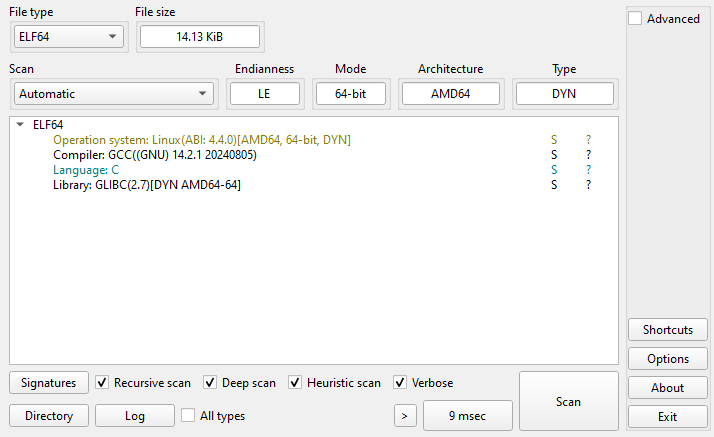 File type File size
Advanced
ELF64 14.13 KiB
Scan Endianness Mode Architecture Type
Automatic LE 64-bit AMD64 DYN
ELF64
Operation system: Linux(ABI: 4.4.0)[AMD64, 64-bit, DYN] S ?
Compiler: GCC((GNU) 14.2.1 20240805) S ?
Language: C S ?
Library: GLIBC(2.7)[DYN AMD64-64] S ?
Shortcuts
Options
Signatures Recursive scan Deep scan Heuristic scan Verbose
Scan
About
Directory Log All types > 9 msec
Exit